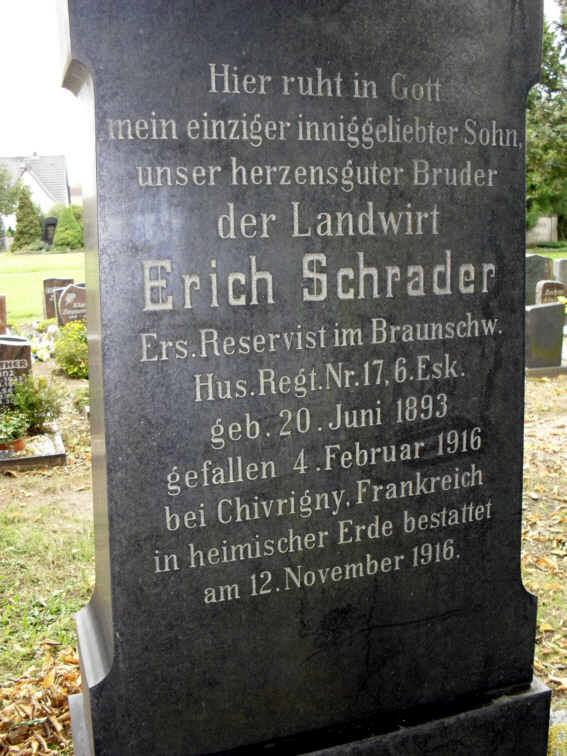 Hier ruht in Gott
mein einziger inniggeliebter Sohn,
unser herzensguter Bruder
der Landwirt
Erich Schrader
Ers. Reservist im Braunschw.
Hus. Regt. Nr. 17, 6. Esk.
geb. 20. Juni 1893
gefallen 4. Februar 1916
bei Chivrigny, Frankreich
in heimischer Erde bestattet
am 12. November 1916.